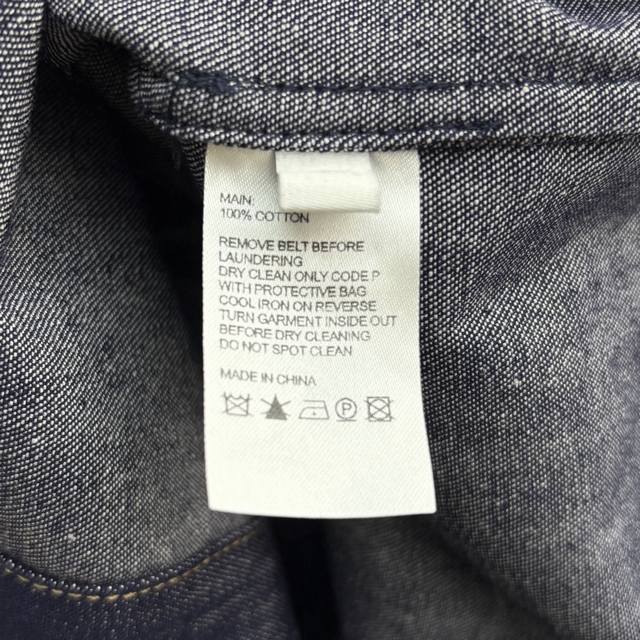 MAIN:
100% COTTON
REMOVE BELT BEFORE
LAUNDERING
DRY CLEAN ONLY CODE P
WITH PROTECTIVE BAG
COOL IRON ON REVERSE
TURN GARMENT INSIDE OUT
BEFORE DRY CLEANING
DO NOT SPOT CLEAN
MADE IN CHINA
P